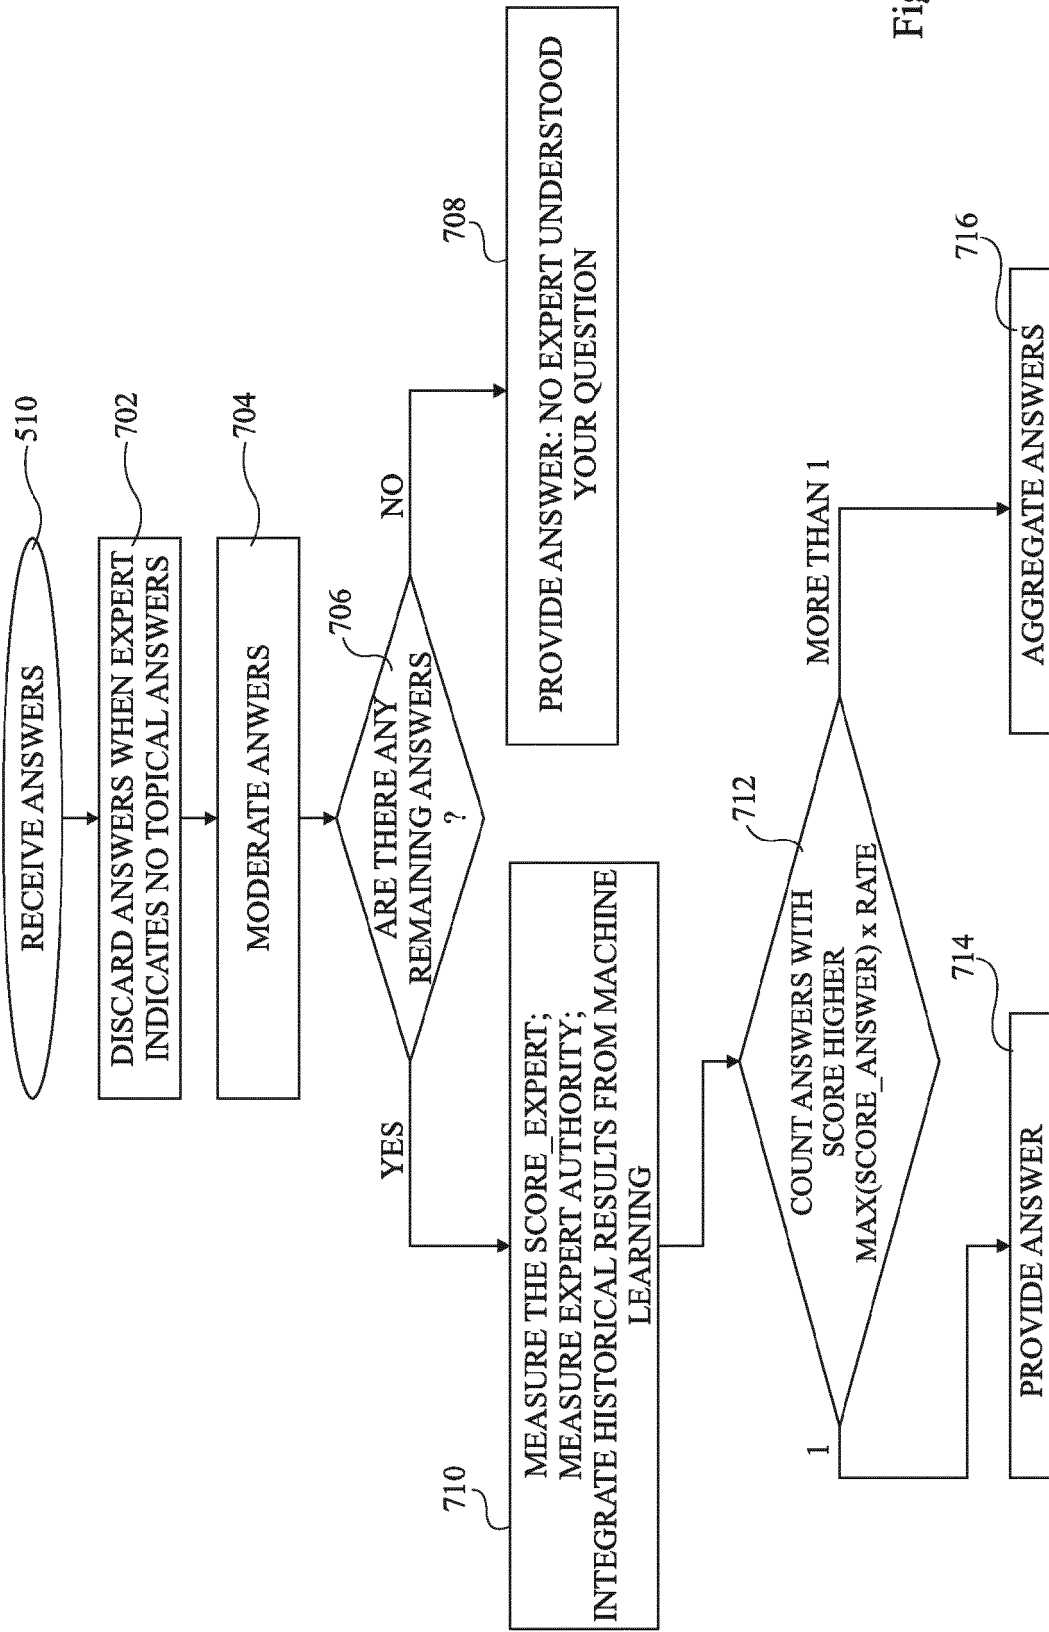 RECEIVE ANSWERS
510
DISCARD ANSWERS WHEN EXPERT
INDICATES NO TOPICAL ANSWERS
702
MODERATE ANWERS
704
ARE THERE ANY
REMAINING ANSWERS
?
706
YES
NO
PROVIDE ANSWER: NO EXPERT UNDERSTOOD
YOUR QUESTION
708
MEASURE THE SCORE_EXPERT;
MEASURE EXPERT AUTHORITY;
INTEGRATE HISTORICAL RESULTS FROM MACHINE
LEARNING
710
COUNT ANSWERS WITH
SCORE HIGHER
MAX(SCORE_ANSWER) x RATE
712
1
MORE THAN 1
PROVIDE ANSWER
714
AGGREGATE ANSWERS
716